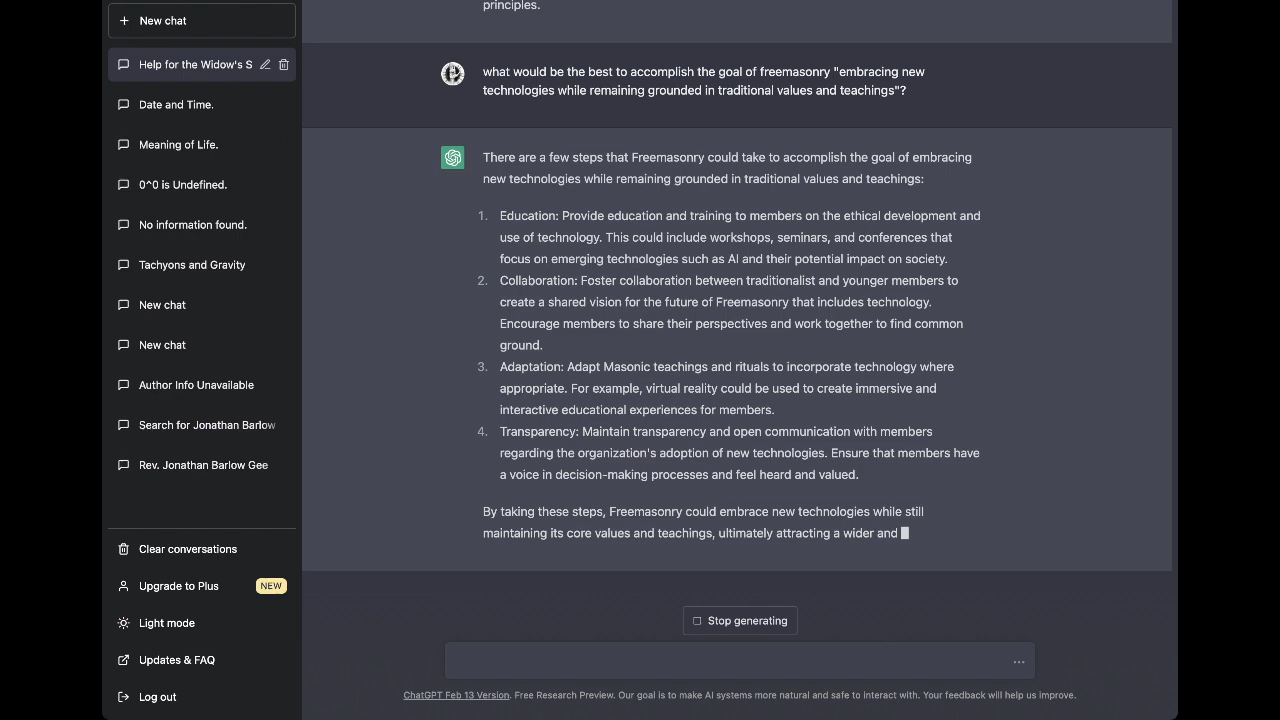 New chat
Help for the Widow's S
Date and Time.
Meaning of Life.
0^0 is Undefined.
No information found.
Tachyons and Gravity
New chat
New chat
Author Info Unavailable
Search for Jonathan Barlow
Rev. Jonathan Barlow Gee
Clear conversations
Upgrade to Plus NEW
Light mode
Updates & FAQ
Log out
principles.
what would be the best to accomplish the goal of freemasonry "embracing new
technologies while remaining grounded in traditional values and teachings"?
There are a few steps that Freemasonry could take to accomplish the goal of embracing
new technologies while remaining grounded in traditional values and teachings:
1. Education: Provide education and training to members on the ethical development and
use of technology. This could include workshops, seminars, and conferences that
focus on emerging technologies such as AI and their potential impact on society.
2. Collaboration: Foster collaboration between traditionalist and younger members to
create a shared vision for the future of Freemasonry that includes technology.
Encourage members to share their perspectives and work together to find common
ground.
3. Adaptation: Adapt Masonic teachings and rituals to incorporate technology where
appropriate. For example, virtual reality could be used to create immersive and
interactive educational experiences for members.
4. Transparency: Maintain transparency and open communication with members
regarding the organization's adoption of new technologies. Ensure that members have
a voice in decision-making processes and feel heard and valued.
By taking these steps, Freemasonry could embrace new technologies while still
maintaining its core values and teachings, ultimately attracting a wider and
Stop generating
ChatGPT Feb 13 Version. Free Research Preview. Our goal is to make AI systems more natural and safe to interact with. Your feedback will help us improve.